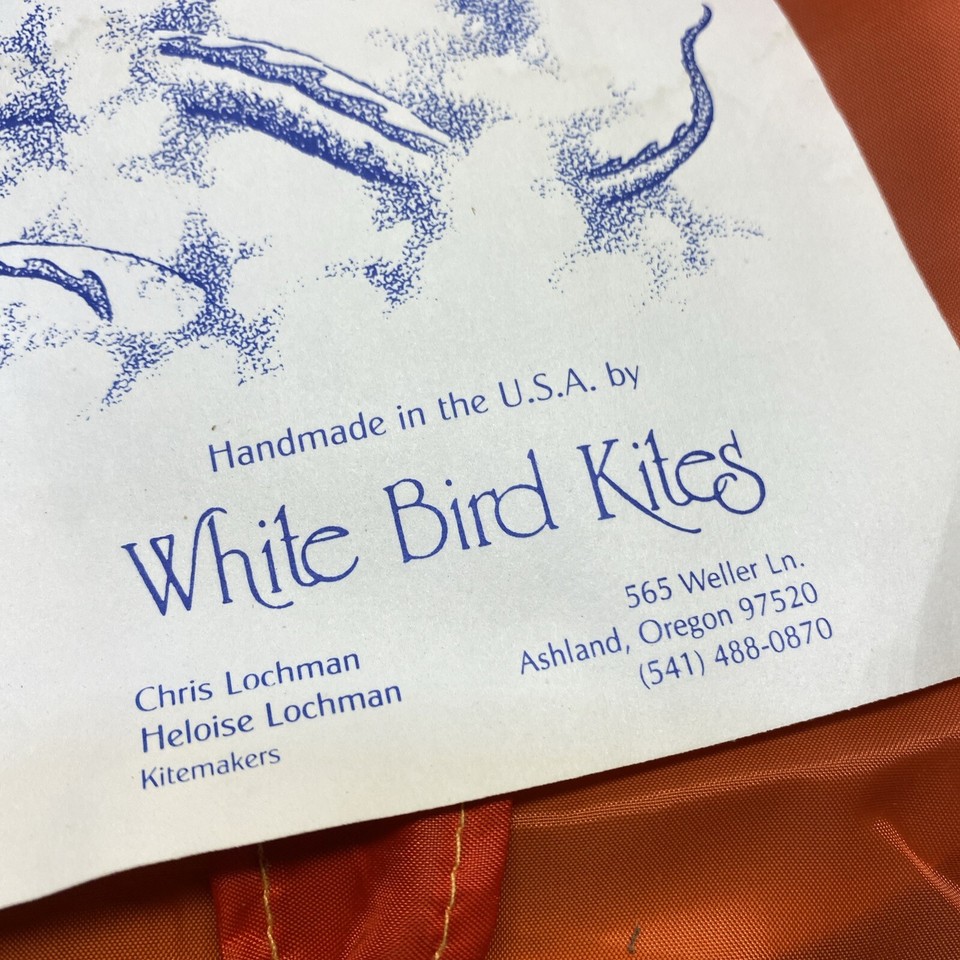 Handmade in the U.S.A. by
White Bird Kites
565 Weller Ln.
Ashland, Oregon 97520
(541) 488-0870
Chris Lochman
Heloise Lochman
Kitemakers